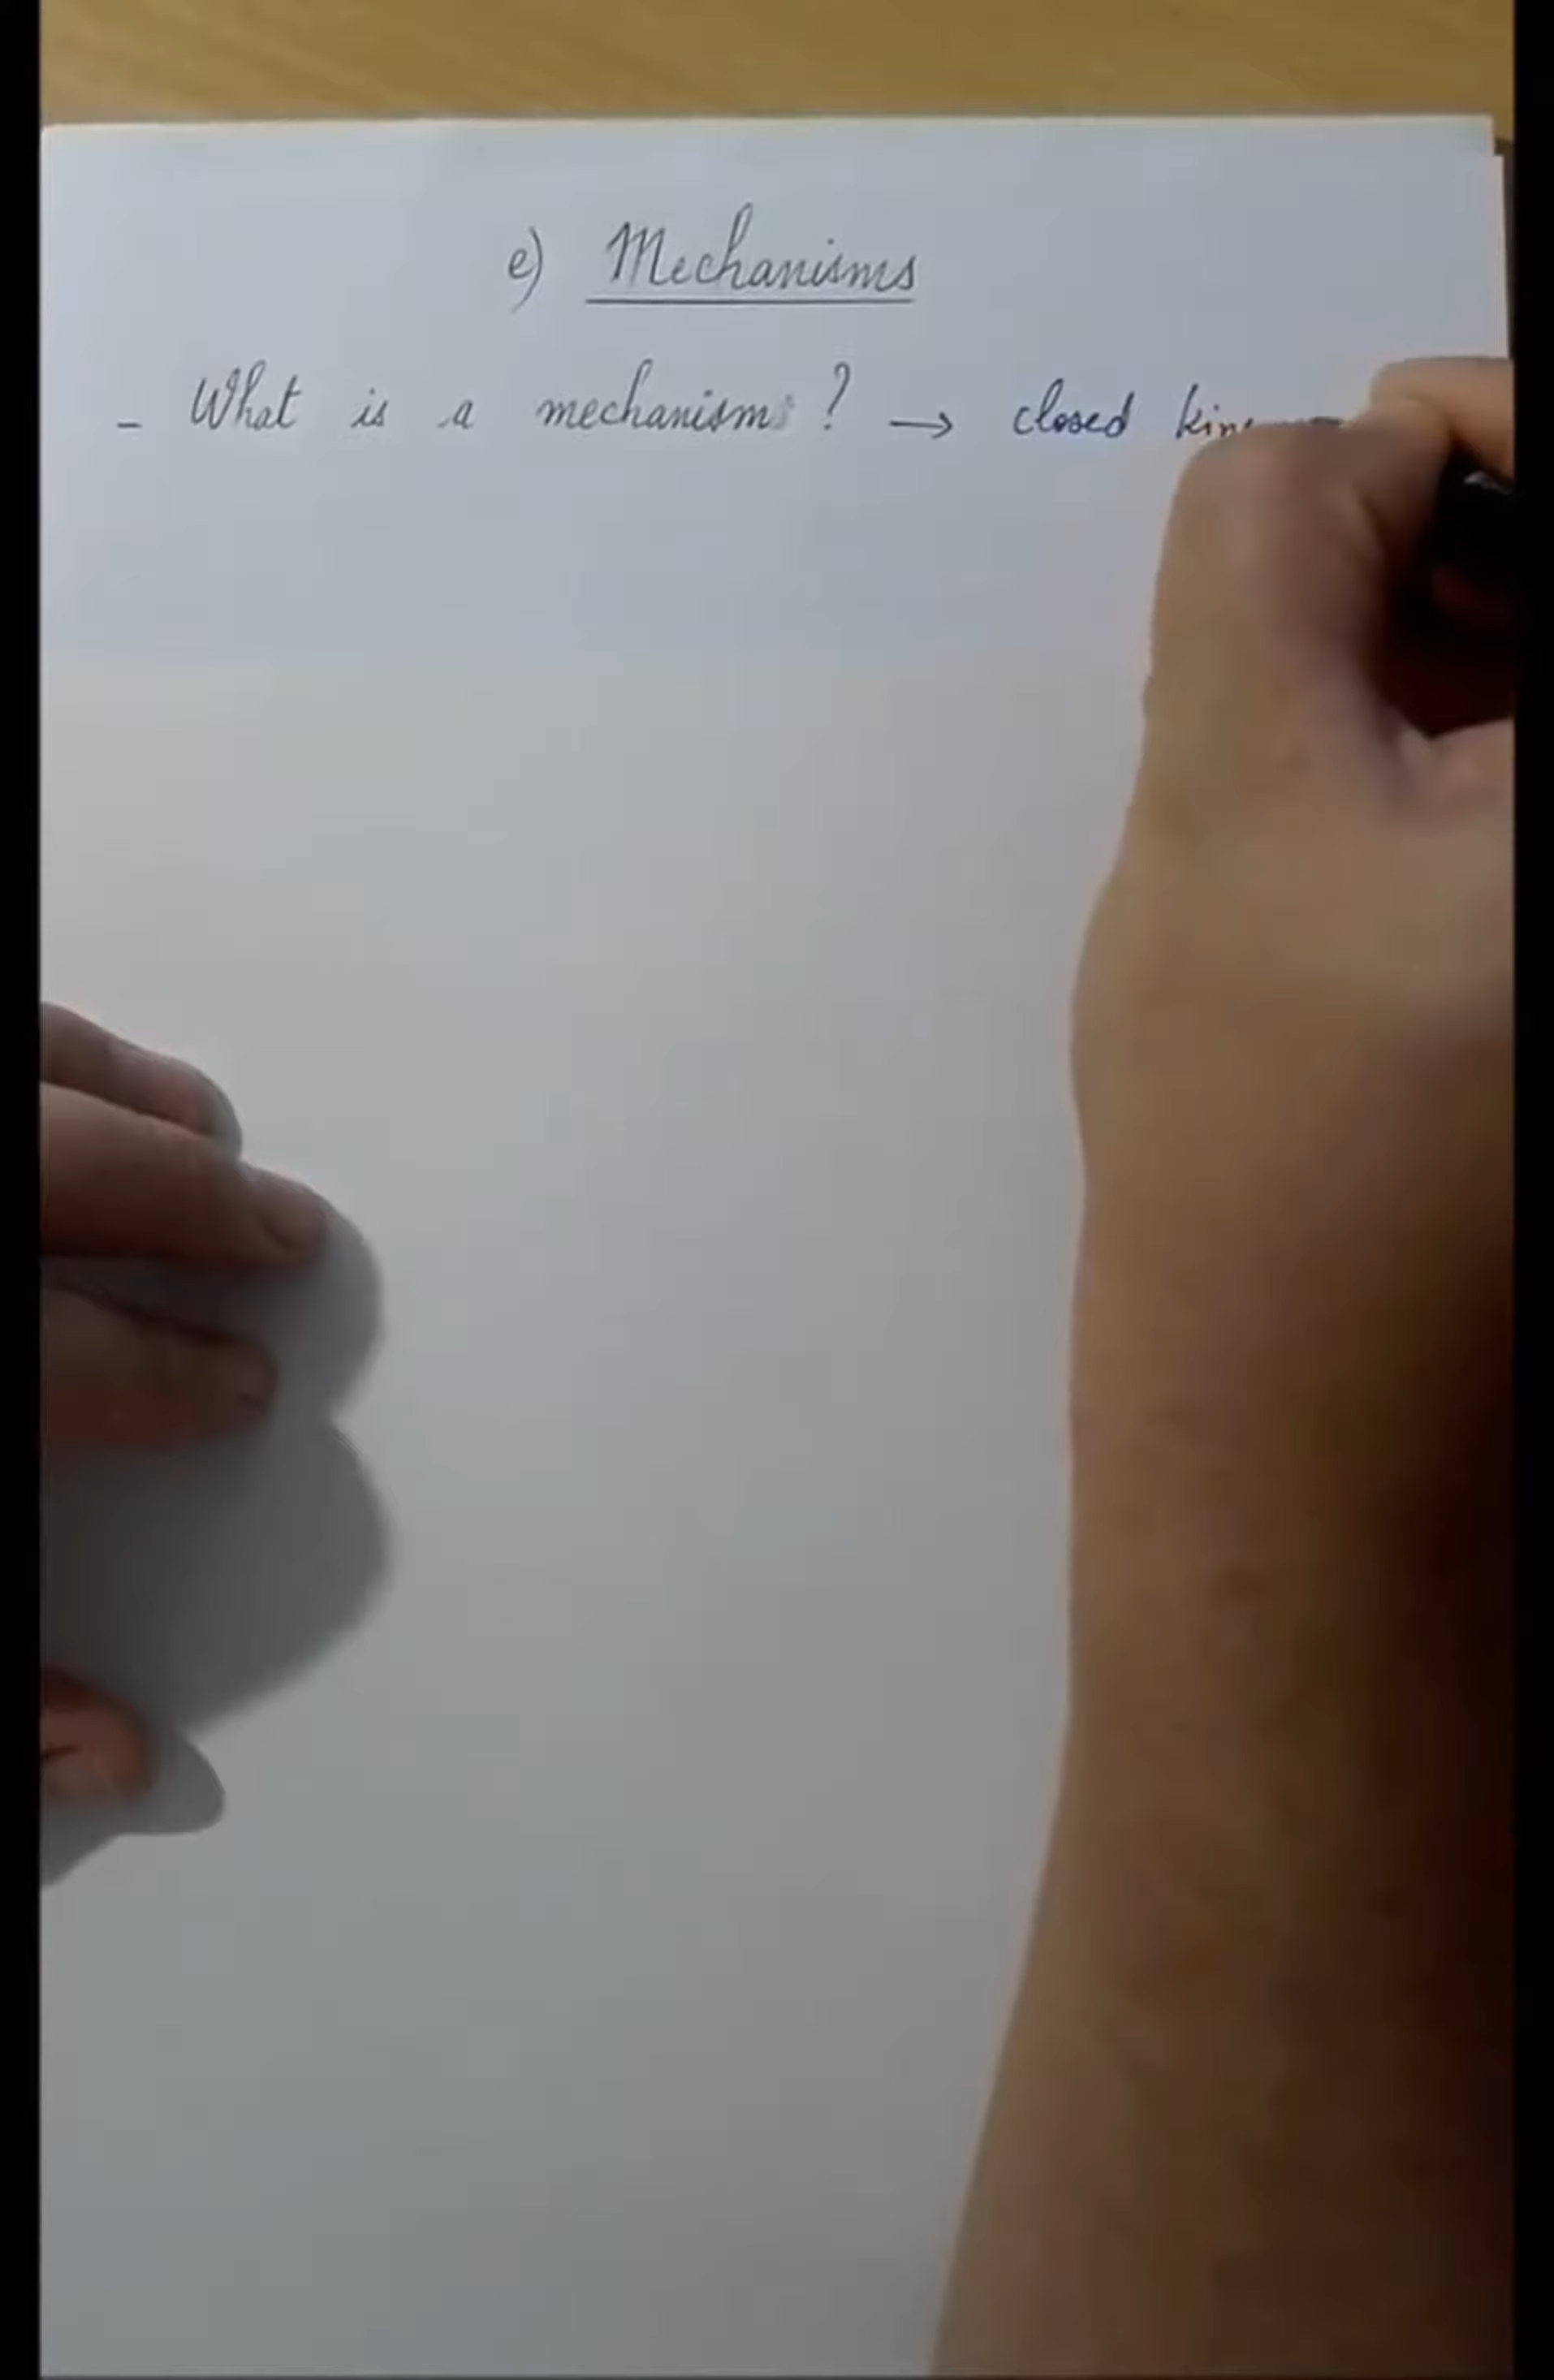 e) Mechanisms
- What is a mechanism ? → closed